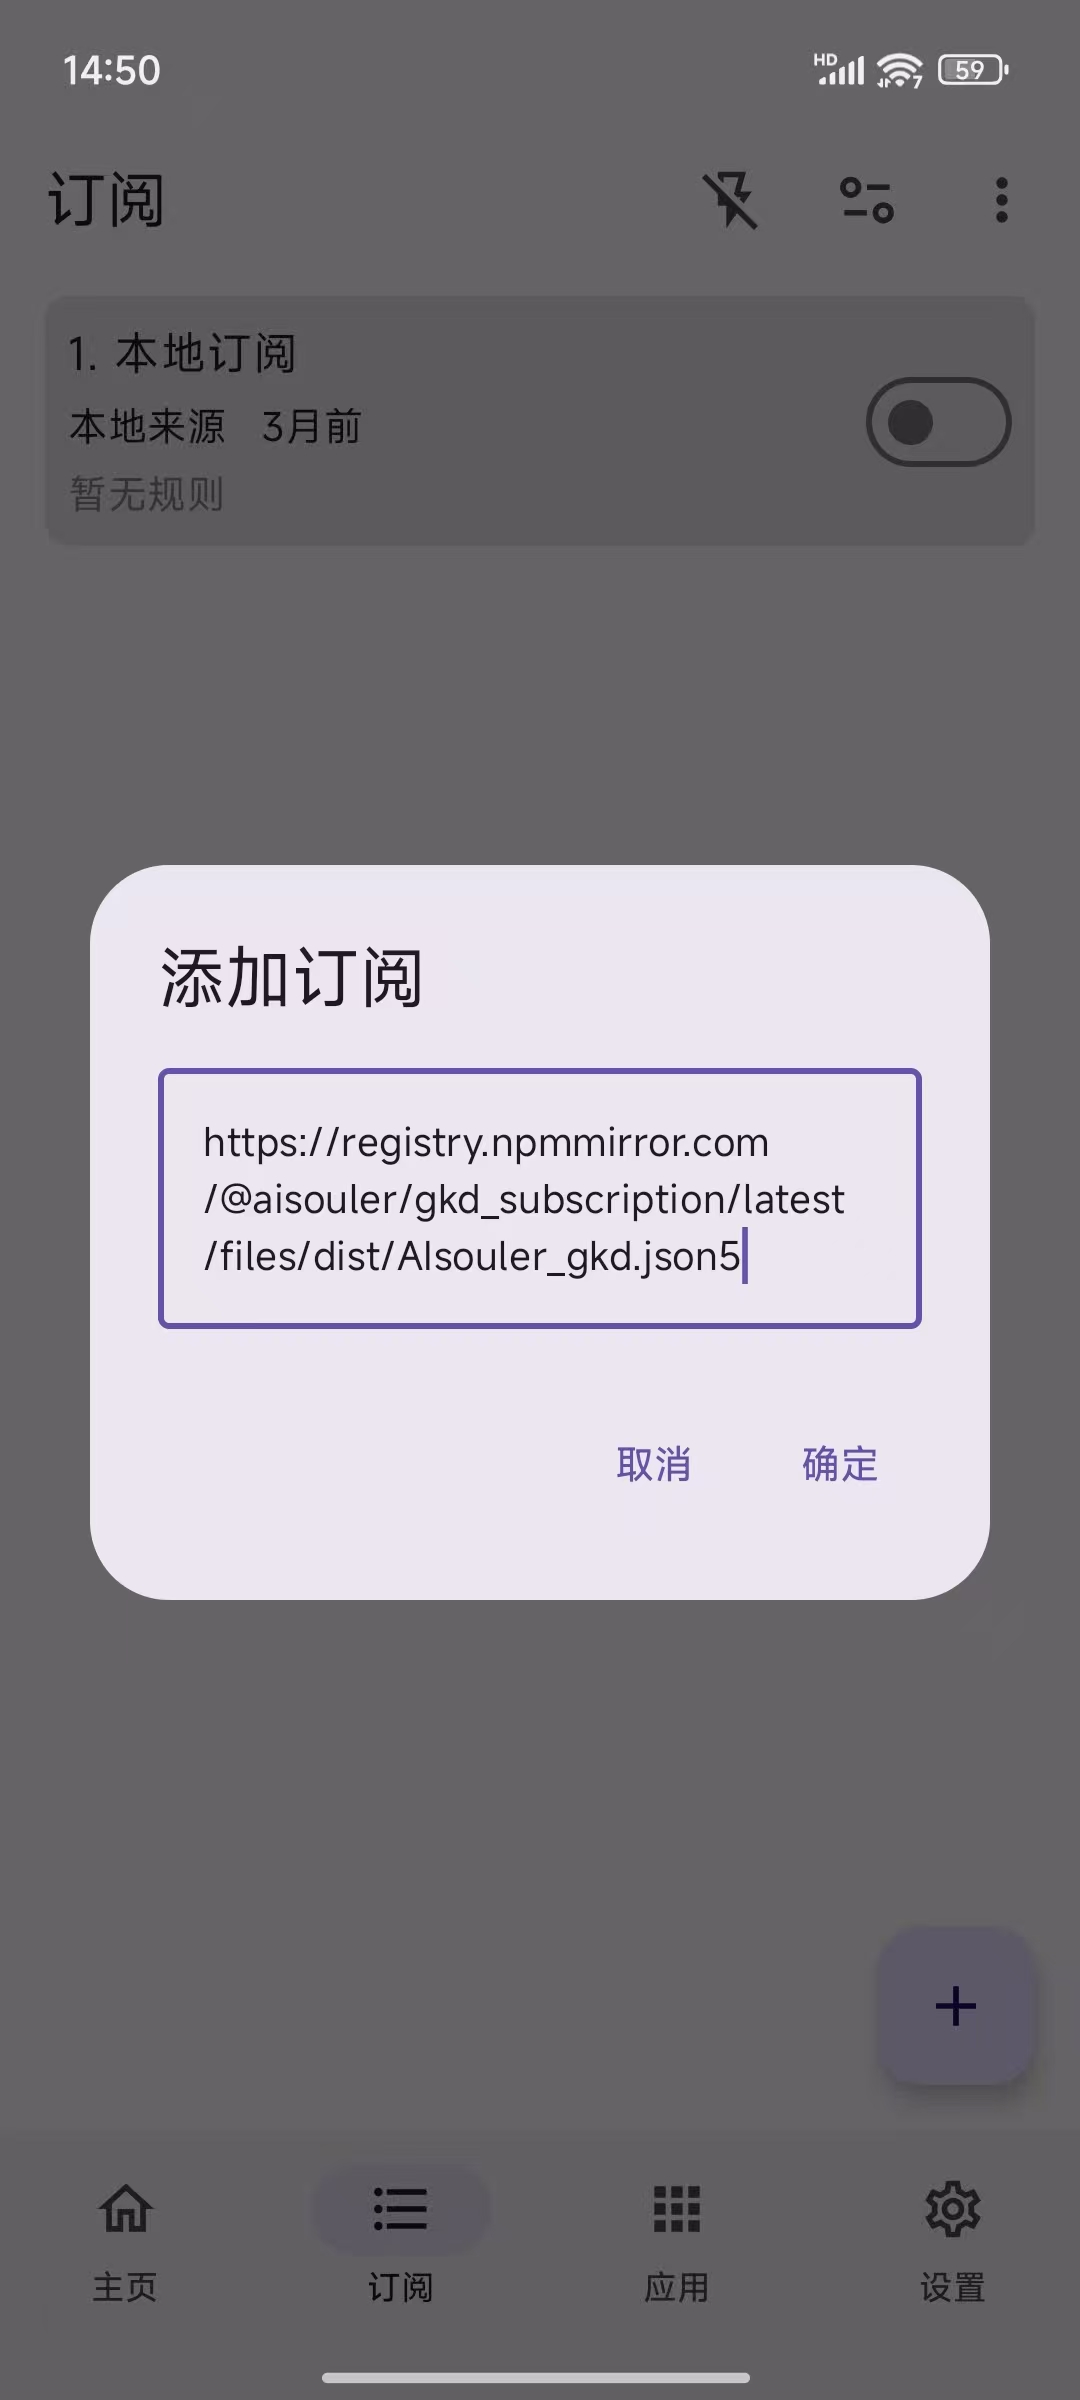 14:50
HD
7
59
订阅
1. 本地订阅
本地来源 3月前
暂无规则
添加订阅
https://registry.npmmirror.com
/@aisouler/gkd_subscription/latest
/files/dist/AIsouler_gkd.json5
取消 确定
主页 订阅 应用 设置